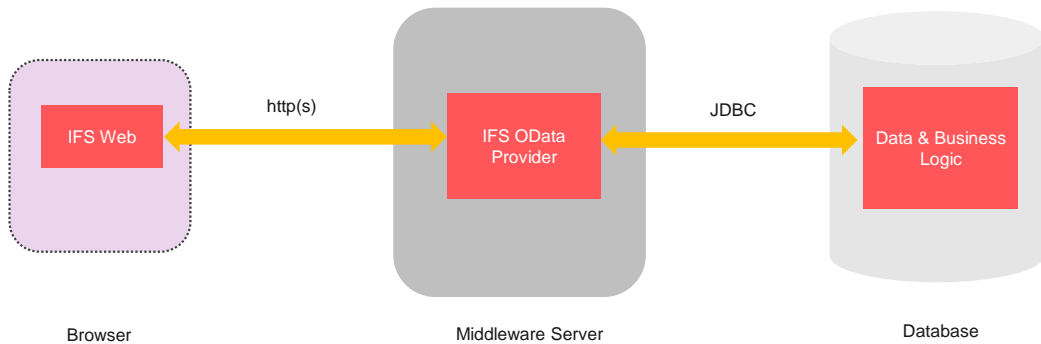 http(s)
JDBC
IFS Web
IFS OData
Provider
Data & Business
Logic
Browser
Middleware Server
Database